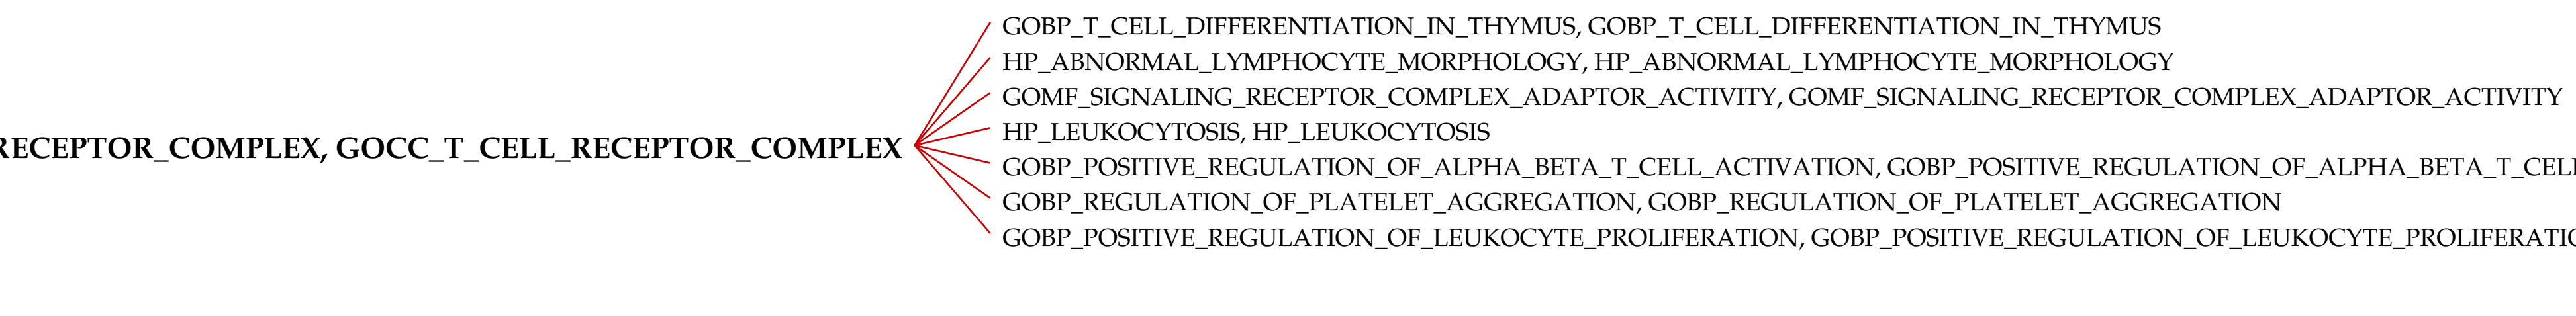 GOBP_T_CELL_DIFFERENTIATION_IN_THYMUS, GOBP_T_CELL_DIFFERENTIATION_IN_THYMUS
HP_ABNORMAL_LYMPHOCYTE_MORPHOLOGY, HP_ABNORMAL_LYMPHOCYTE_MORPHOLOGY
GOMF_SIGNALING_RECEPTOR_COMPLEX_ADAPTOR_ACTIVITY, GOMF_SIGNALING_RECEPTOR_COMPLEX_ADAPTOR_ACTIVITY
HP_LEUKOCYTOSIS, HP_LEUKOCYTOSIS
RECEPTOR_COMPLEX, GOCC_T_CELL_RECEPTOR_COMPLEX
GOBP_POSITIVE_REGULATION_OF_ALPHA_BETA_T_CELL_ACTIVATION, GOBP_POSITIVE_REGULATION_OF_ALPHA_BETA_T_CELL
GOBP_REGULATION_OF_PLATELET_AGGREGATION, GOBP_REGULATION_OF_PLATELET_AGGREGATION
GOBP_POSITIVE_REGULATION_OF_LEUKOCYTE_PROLIFERATION, GOBP_POSITIVE_REGULATION_OF_LEUKOCYTE_PROLIFERATIO